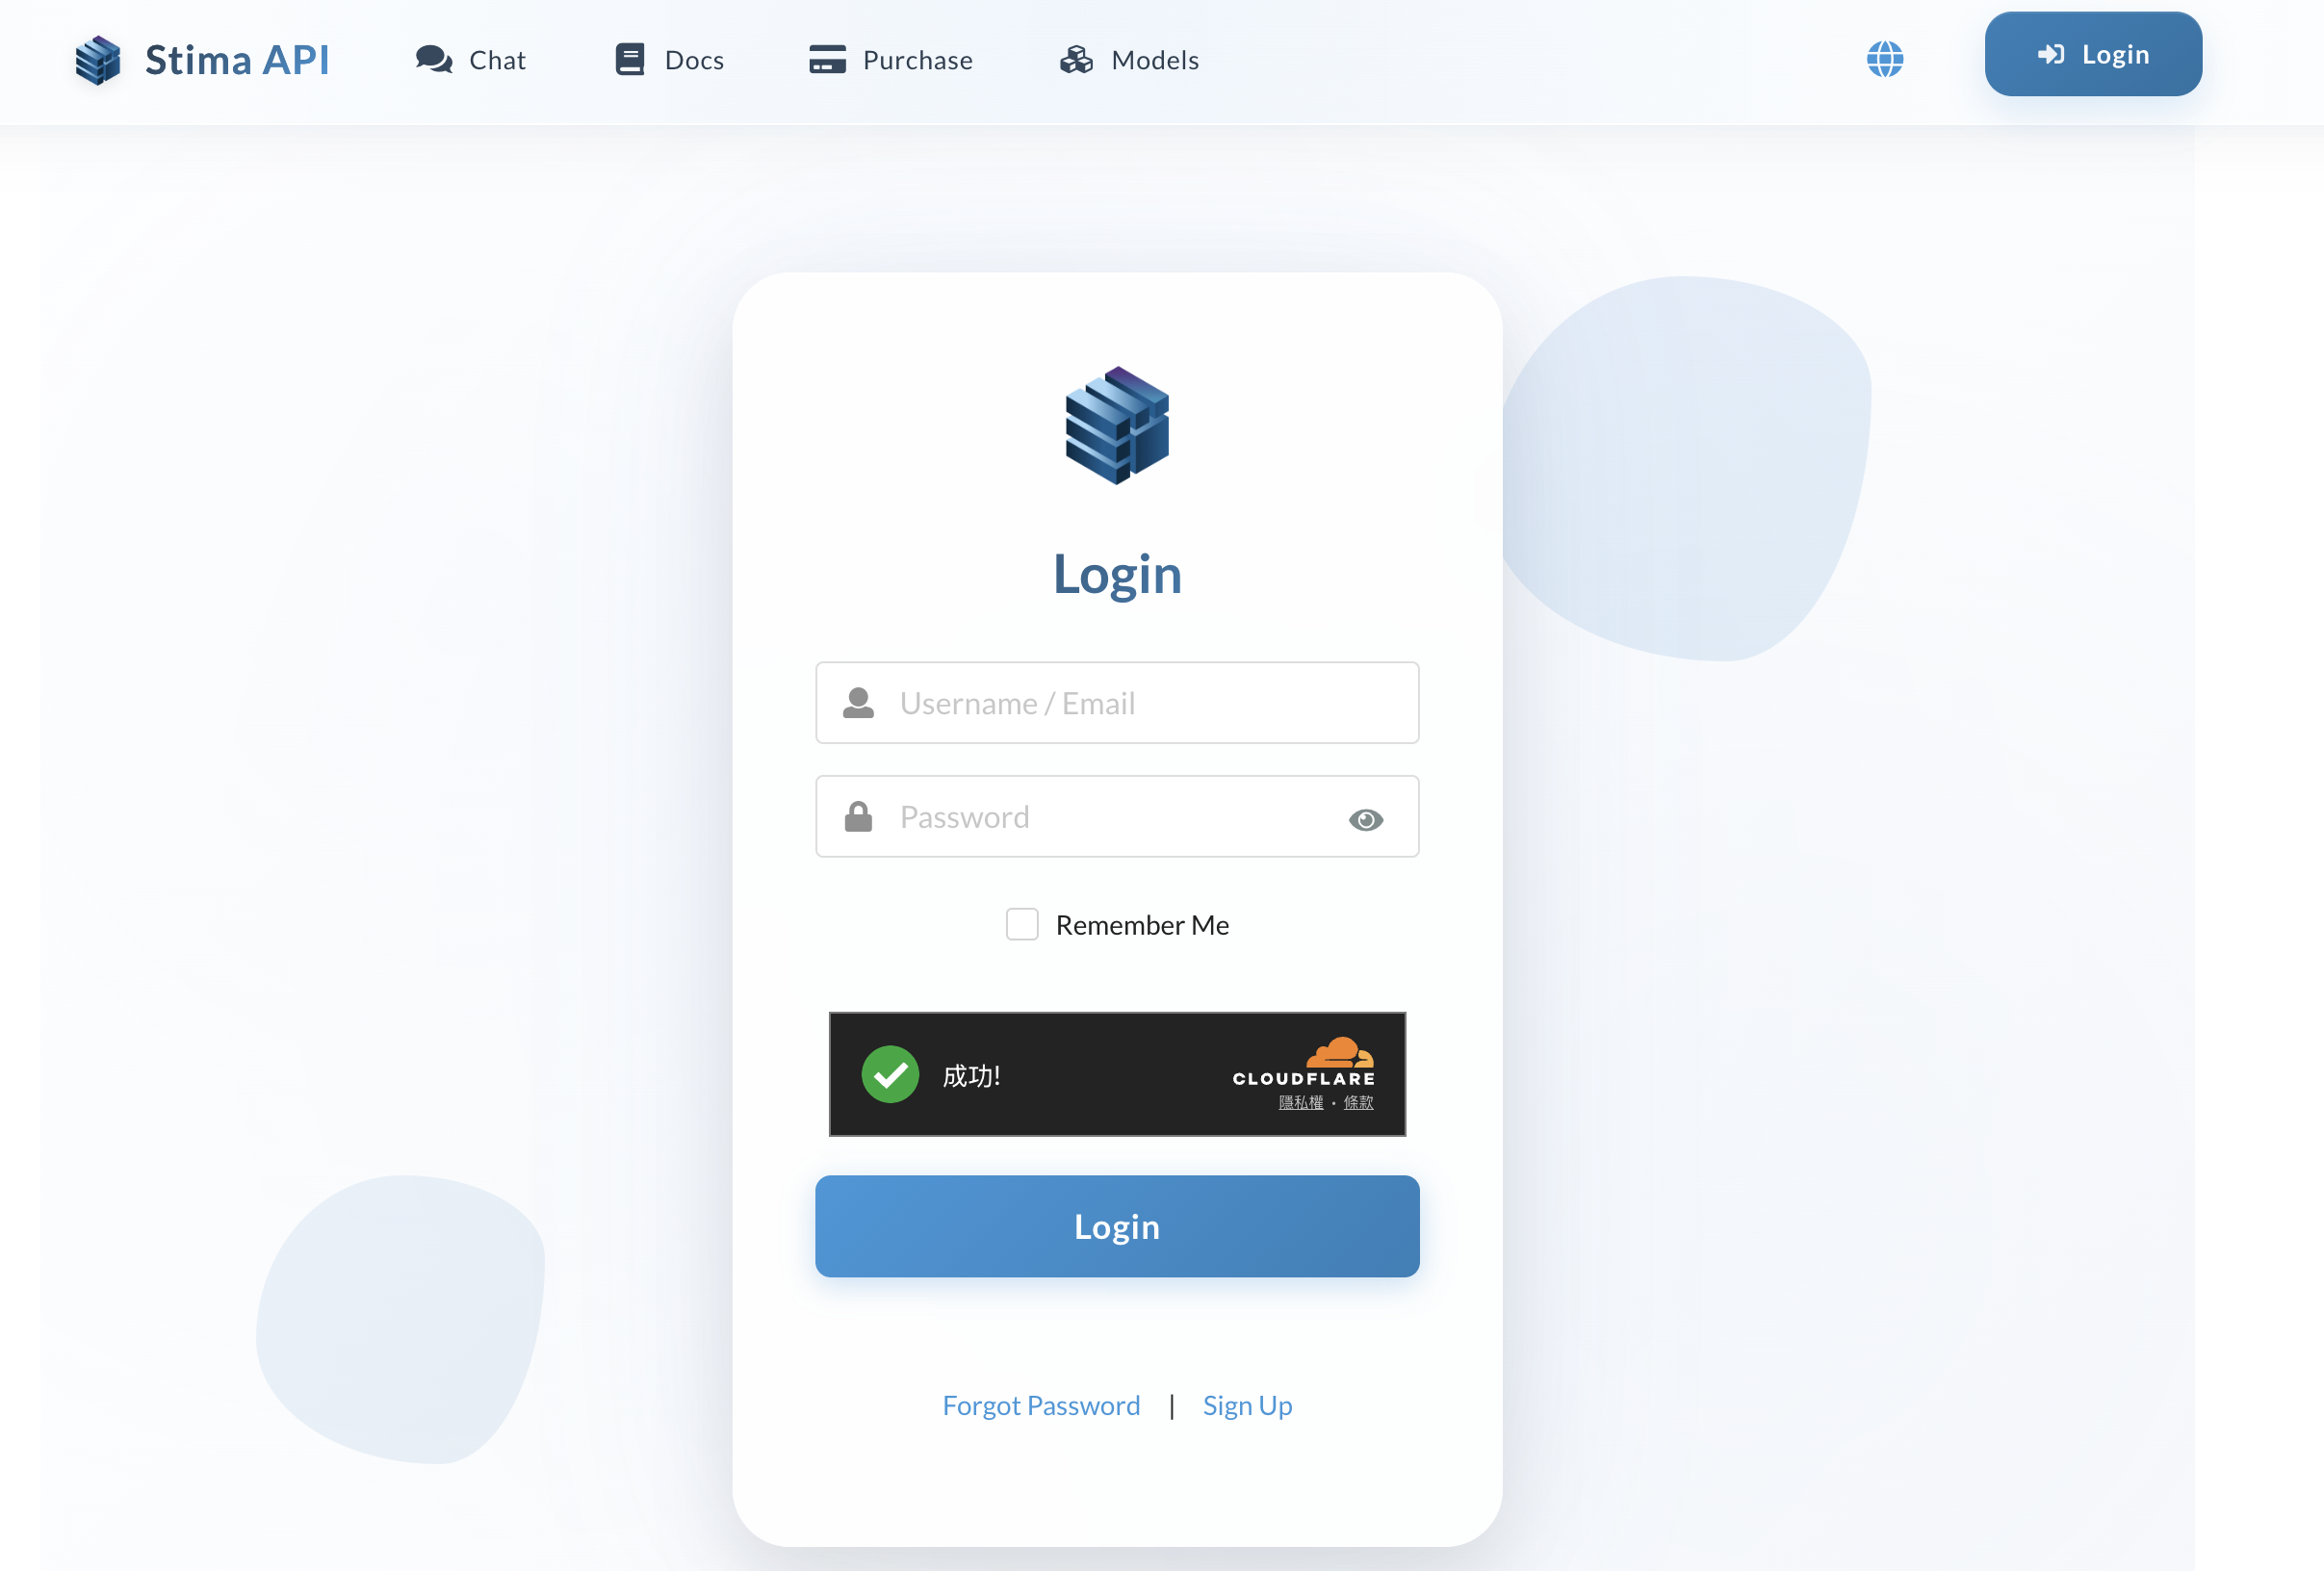 Stima API
Chat
Docs
Purchase
Models
Login
Login
Username / Email
Password
Remember Me
成功!
CLOUDFLARE
隱私權 • 條款
Login
Forgot Password | Sign Up